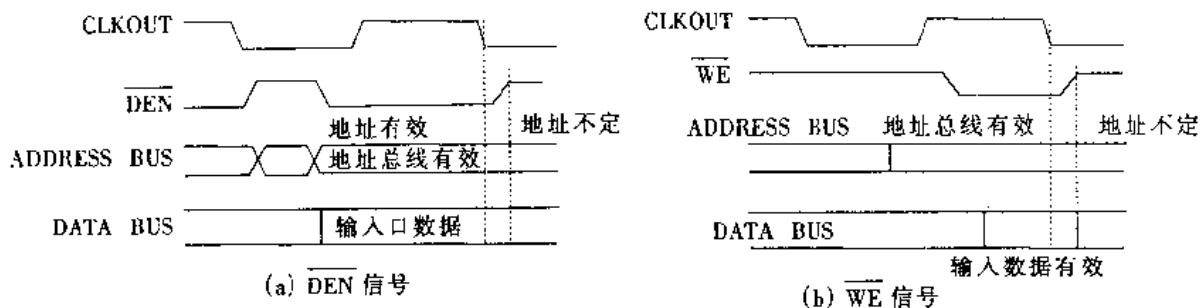 CLKOUT
DEN
地址有效
地址不定
ADDRESS BUS
地址总线有效
DATA BUS
输入口数据
(a) DEN 信号
CLKOUT
WE
ADDRESS BUS
地址总线有效
地址不定
DATA BUS
输入数据有效
(b) WE 信号